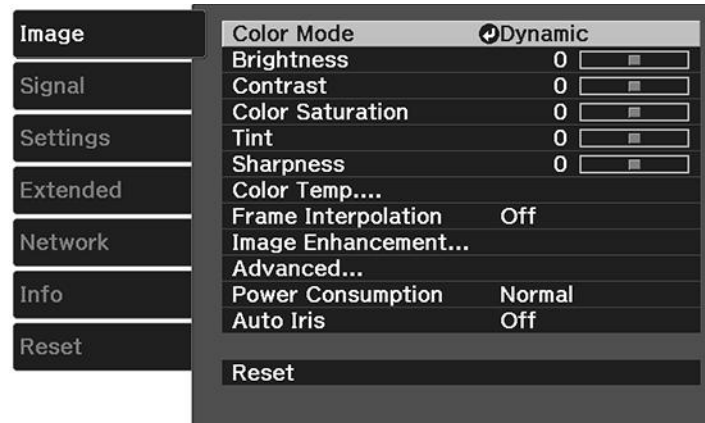 Image
Signal
Settings
Extended
Network
Info
Reset
Color Mode Dynamic
Brightness 0
Contrast 0
Color Saturation 0
Tint 0
Sharpness 0
Color Temp....
Frame Interpolation Off
Image Enhancement...
Advanced...
Power Consumption Normal
Auto Iris Off
Reset